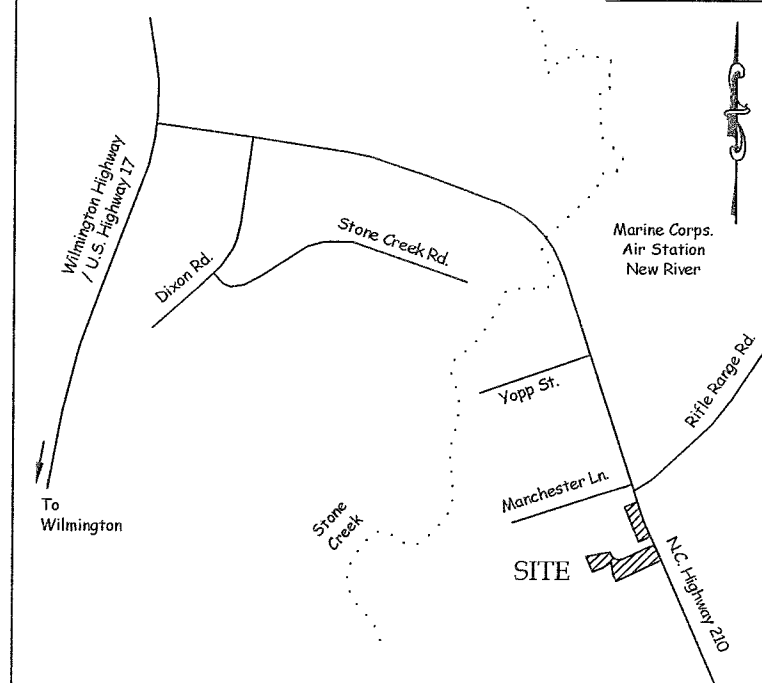 Wilmington Highway
/ U.S. Highway 17
Dixon Rd.
Stone Creek Rd.
Marine Corps.
Air Station
New River
Rifle Range Rd.
Yopp St.
Manchester Ln.
To
Wilmington
Stone
Creek
SITE
N.C. Highway 210